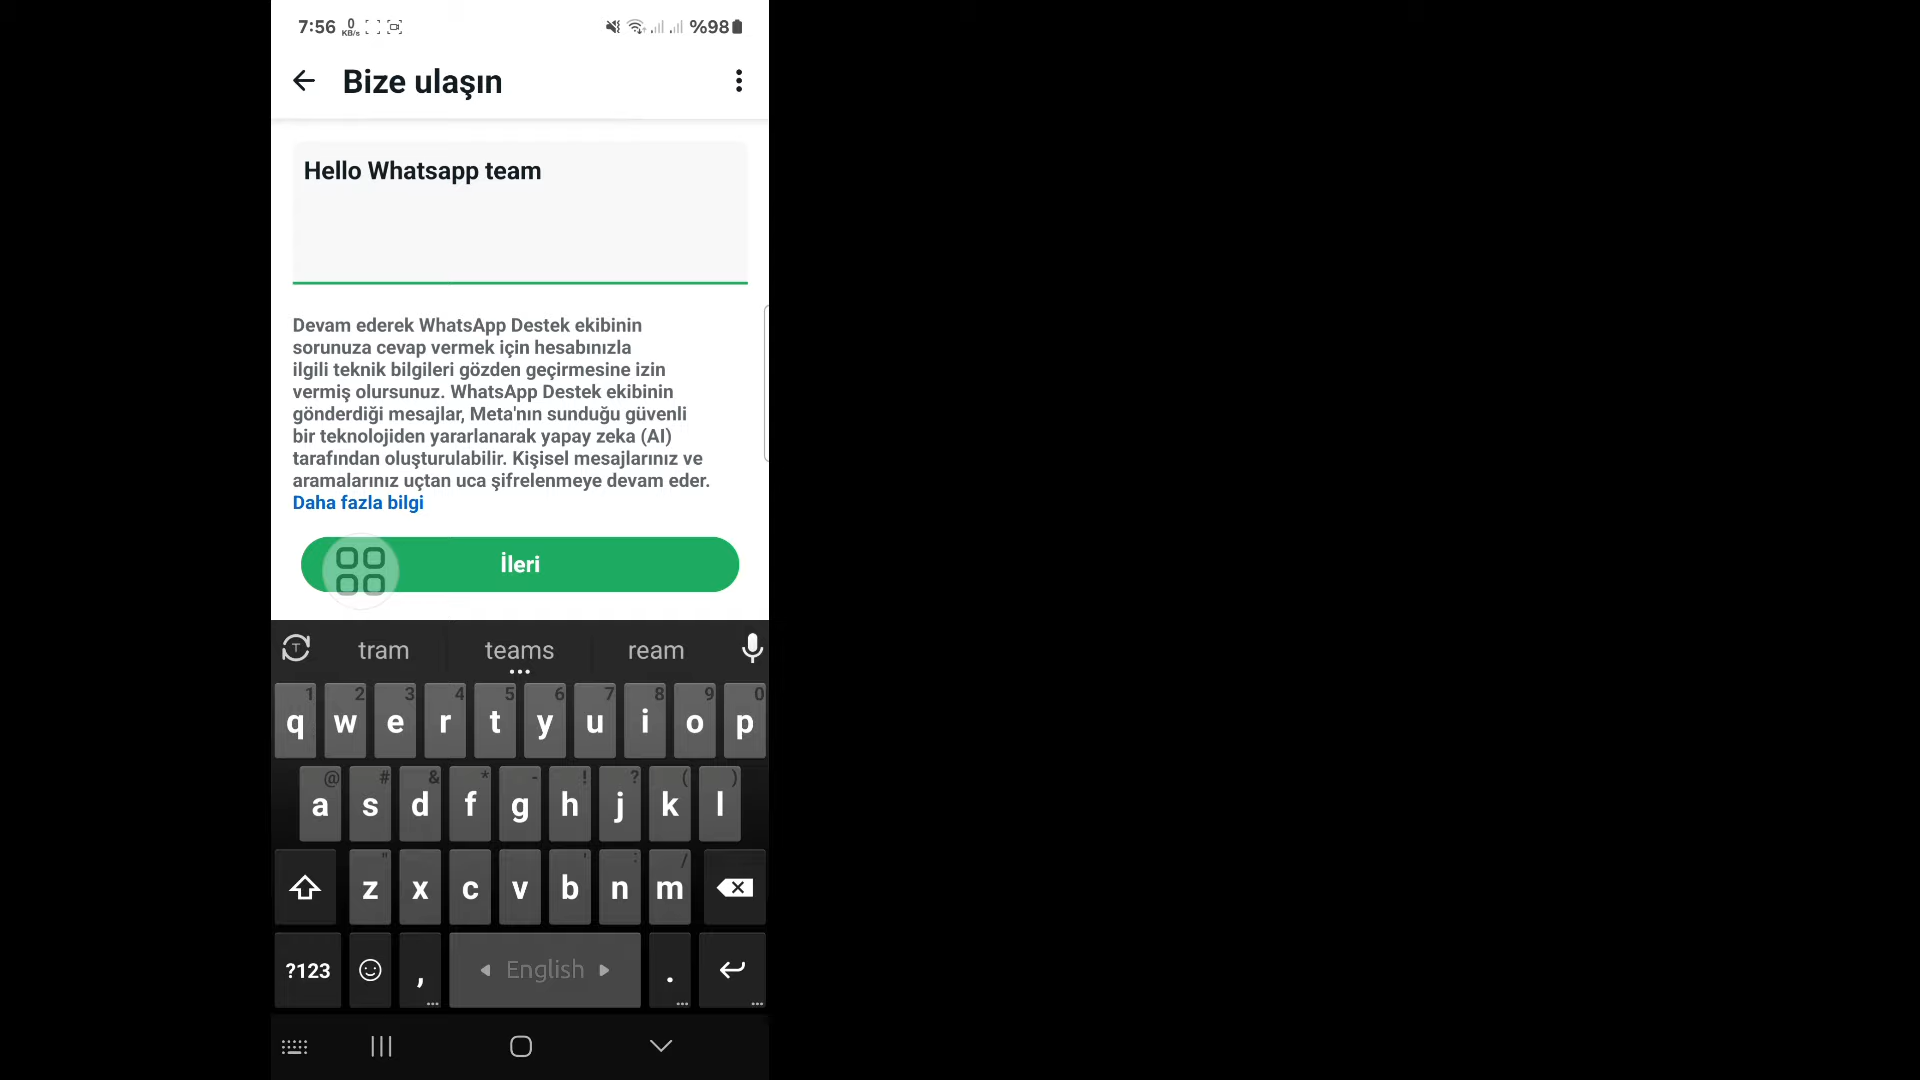 7:56 0 KB/s %98
Bize ulaşın
Hello Whatsapp team
Devam ederek WhatsApp Destek ekibinin
sorunuza cevap vermek için hesabınızla
ilgili teknik bilgileri gözden geçirmesine izin
vermiş olursunuz. WhatsApp Destek ekibinin
gönderdiği mesajlar, Meta'nın sunduğu güvenli
bir teknolojiden yararlanarak yapay zeka (AI)
tarafından oluşturulabilir. Kişisel mesajlarınız ve
aramalarınız uçtan uca şifrelenmeye devam eder.
Daha fazla bilgi
İleri
T tram teams ream
1 2 3 4 5 6 7 8 9 0
q w e r t y u i o p
@ # & * - ! ? ( )
a s d f g h j k l
" ' : /
z x c v b n m
?123 , English .